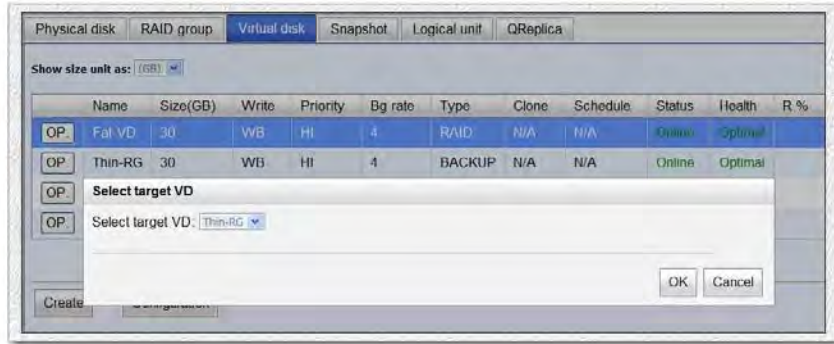 Physical disk RAID group Virtual disk Snapshot Logical unit QReplica
Show size unit as: (GB)
Name Size(GB) Write Priority Bg rate Type Clone Schedule Status Health R %
OP. Fat-VD 30 WB HI 4 RAID N/A N/A Online Optimal
OP. Thin-RG 30 WB HI 4 BACKUP N/A N/A Online Optimal
OP. Select target VD
OP. Select target VD: Thin-RG
OK Cancel
Create